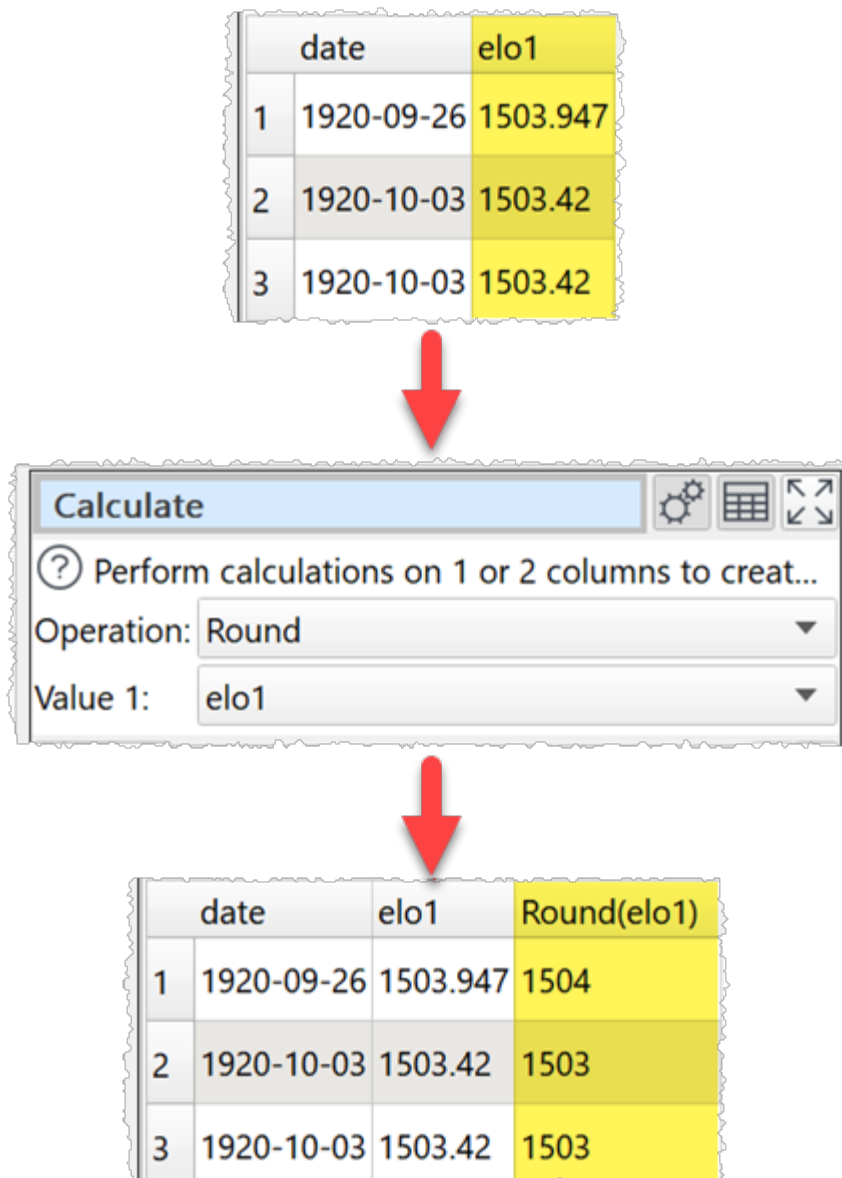 date elo1
1 1920-09-26 1503.947
2 1920-10-03 1503.42
3 1920-10-03 1503.42
Calculate
? Perform calculations on 1 or 2 columns to creat...
Operation: Round
Value 1: elo1
date elo1 Round(elo1)
1 1920-09-26 1503.947 1504
2 1920-10-03 1503.42 1503
3 1920-10-03 1503.42 1503